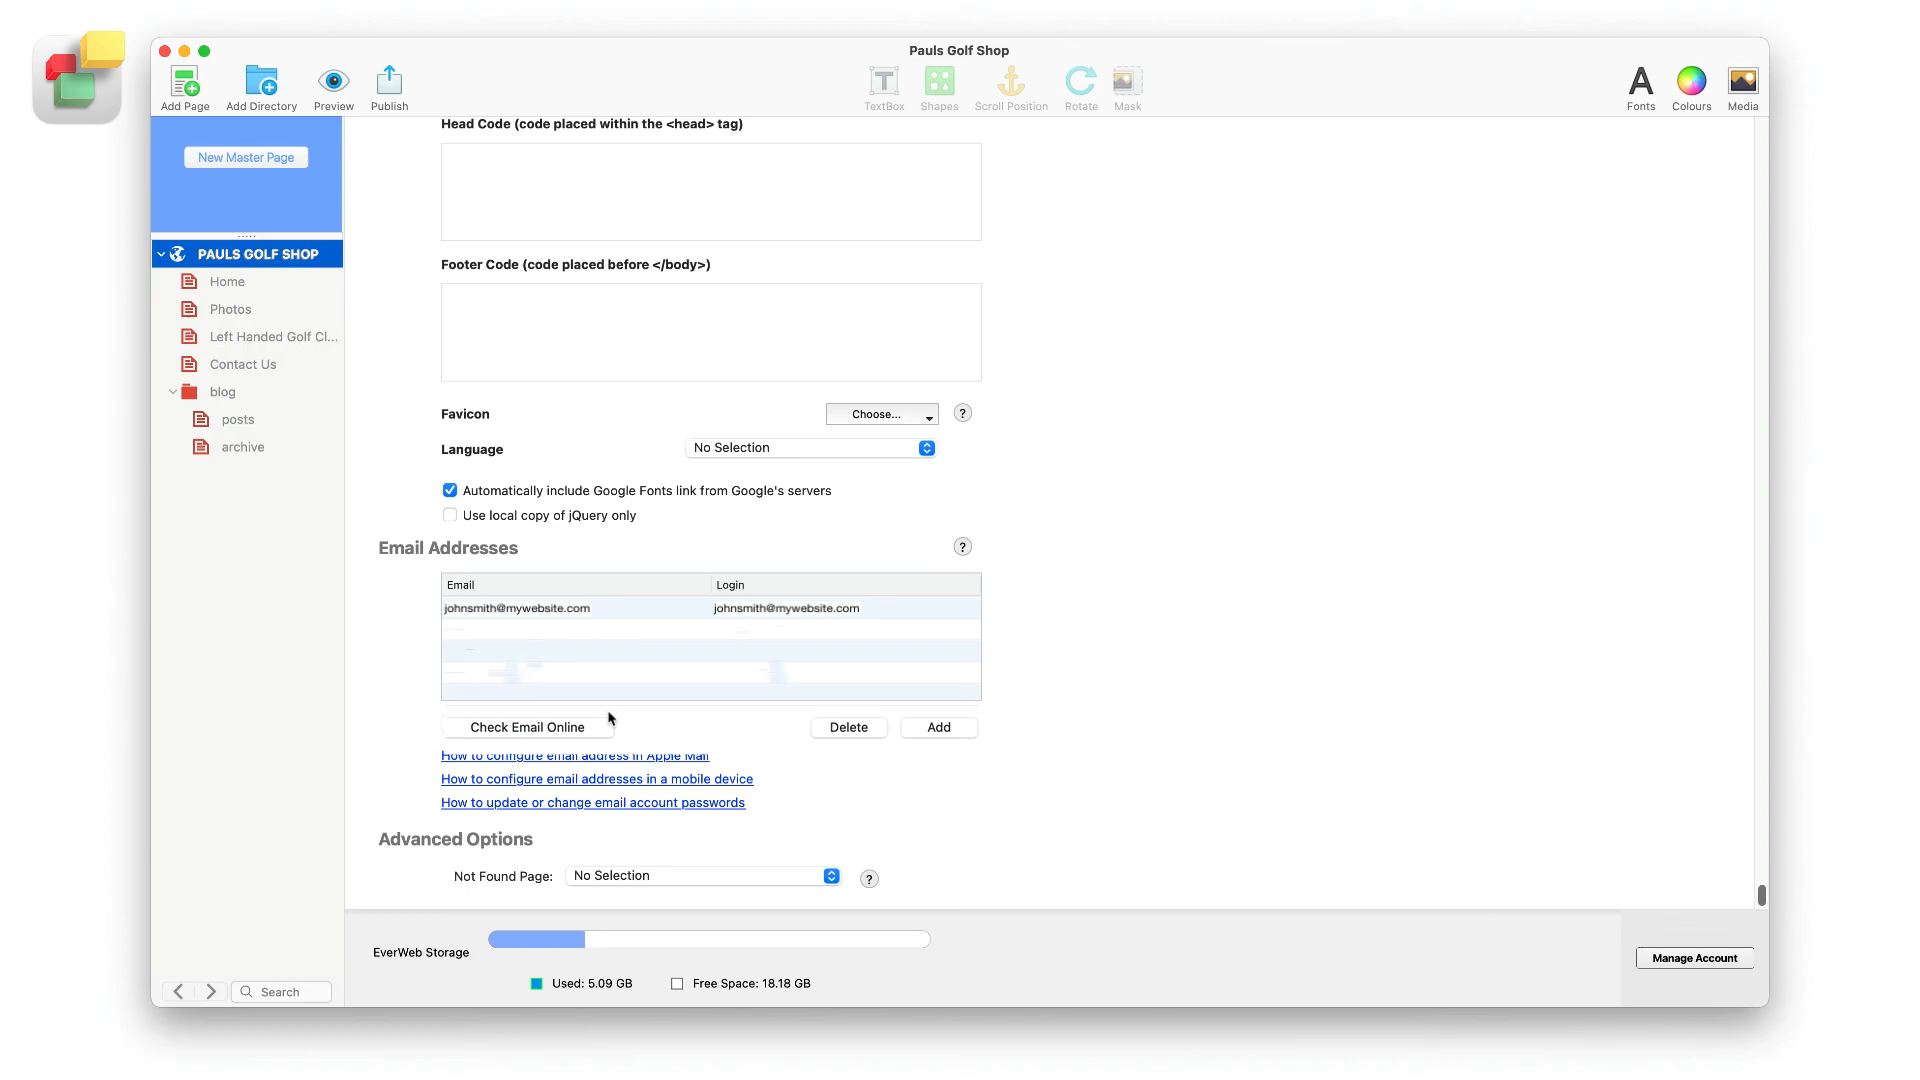 Pauls Golf Shop
Add Page
Add Directory
Preview
Publish
TextBox
Shapes
Scroll Position
Rotate
Mask
Fonts
Colours
Media
New Master Page
PAULS GOLF SHOP
Home
Photos
Left Handed Golf Cl...
Contact Us
blog
posts
archive
Search
Head Code (code placed within the <head> tag)
Footer Code (code placed before </body>)
Favicon
Choose...
?
Language
No Selection
Automatically include Google Fonts link from Google's servers
Use local copy of jQuery only
Email Addresses
?
Email
Login
johnsmith@mywebsite.com
johnsmith@mywebsite.com
Check Email Online
Delete
Add
How to configure email address in Apple Mail
How to configure email addresses in a mobile device
How to update or change email account passwords
Advanced Options
Not Found Page:
No Selection
?
EverWeb Storage
Used: 5.09 GB
Free Space: 18.18 GB
Manage Account